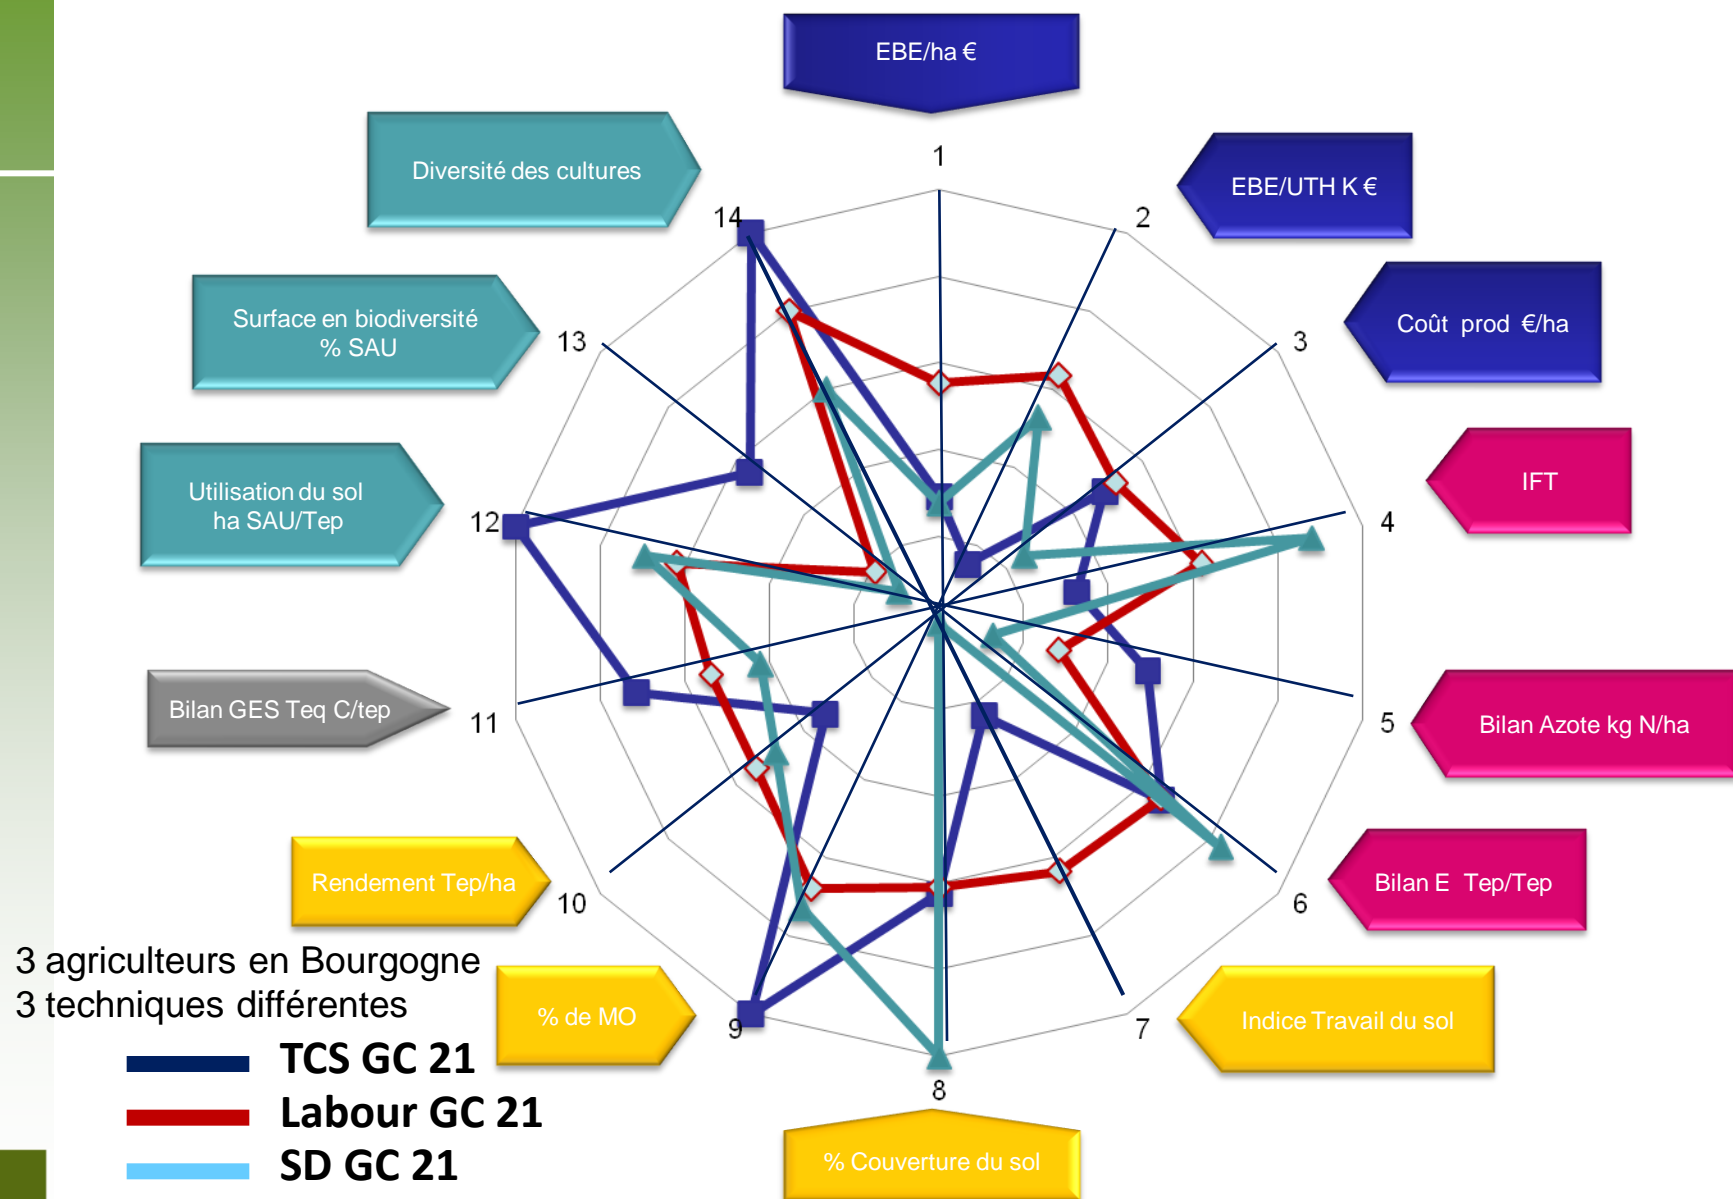 EBE/ha €
1
Diversité des cultures
EBE/UTH K €
14
2
Surface en biodiversité
% SAU
13
3
Coût prod €/ha
Utilisation du sol
ha SAU/Tep
12
4
IFT
Bilan GES Teq C/tep
11
5
Bilan Azote kg N/ha
Rendement Tep/ha
10
6
Bilan E Tep/Tep
3 agriculteurs en Bourgogne
3 techniques différentes
% de MO
9
7
Indice Travail du sol
8
% Couverture du sol
TCS GC 21
Labour GC 21
SD GC 21